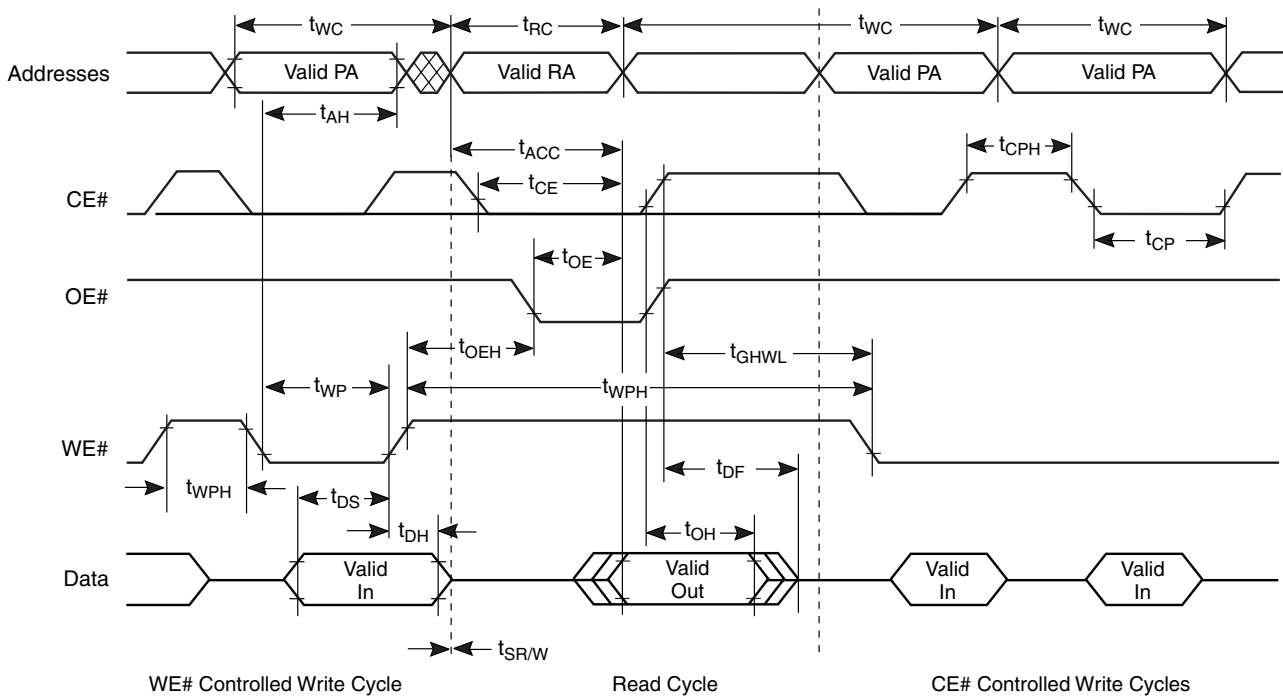 tWC tRC tWC tWC
Addresses Valid PA Valid RA Valid PA Valid PA
tAH
tACC tCPH
CE# tCE
tCP
tOE
OE#
tOEH tGHWL
tWP tWPH
WE#
tWPH tDS tDF
tDH tOH
Data Valid In Valid Out Valid In Valid In
tSR/W
WE# Controlled Write Cycle Read Cycle CE# Controlled Write Cycles